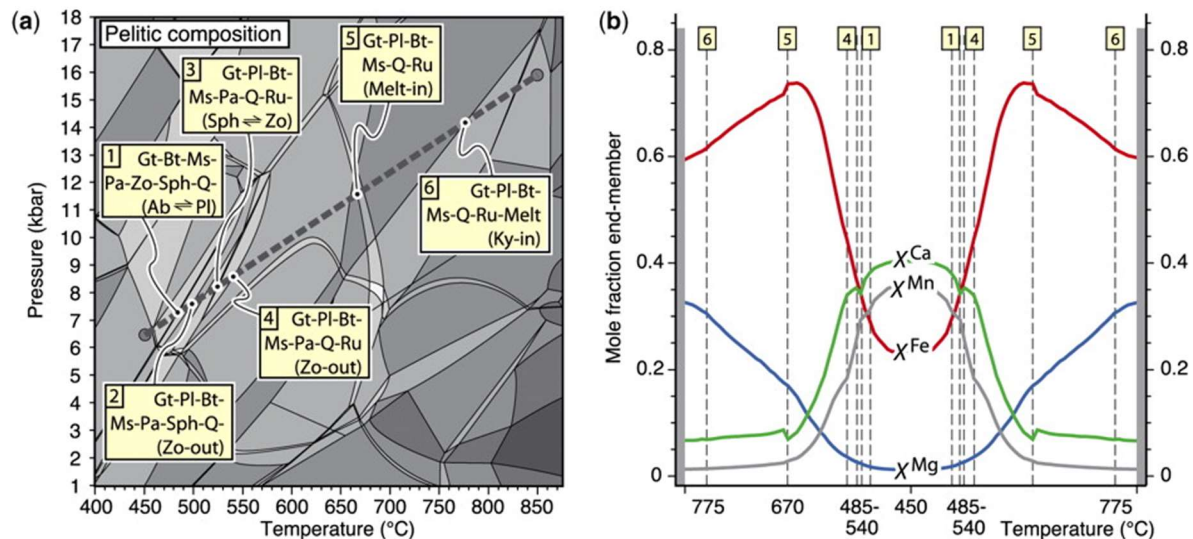 (a)
Pelitic composition
18
17
16
15
14
13
12
11
10
9
8
7
6
5
4
3
2
1
Pressure (kbar)
400 450 500 550 600 650 700 750 800 850
Temperature (°C)
1 Gt-Bt-Ms-
Pa-Zo-Sph-Q-
(Ab ⇌ Pl)
2 Gt-Pl-Bt-
Ms-Pa-Sph-Q-
(Zo-out)
3 Gt-Pl-Bt-
Ms-Pa-Q-Ru-
(Sph ⇌ Zo)
4 Gt-Pl-Bt-
Ms-Pa-Q-Ru
(Zo-out)
5 Gt-Pl-Bt-
Ms-Q-Ru
(Melt-in)
6 Gt-Pl-Bt-
Ms-Q-Ru-Melt
(Ky-in)
(b)
6 5 4 1 1 4 5 6
0.8 0.8
0.6 0.6
0.4 0.4
0.2 0.2
0 0
Mole fraction end-member
XCa
XMn
XFe
XMg
775 670 485-540 450 485-540 775
Temperature (°C)